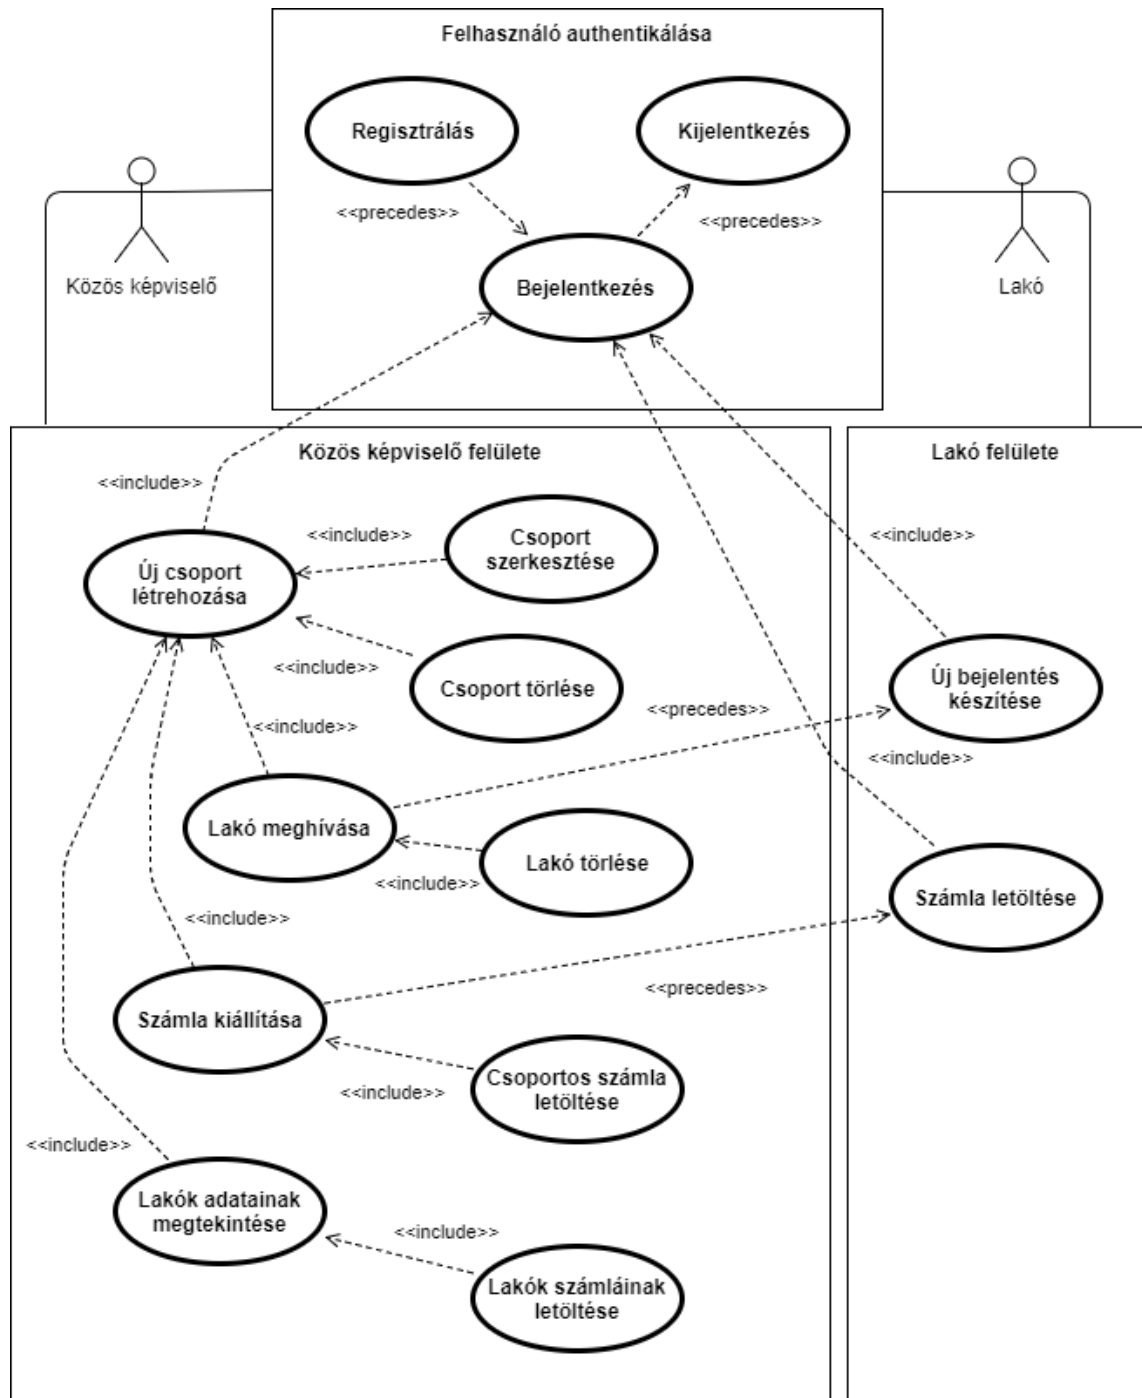 Felhasználó authentikálása
Regisztrálás
Kijelentkezés
<<precedes>>
<<precedes>>
Közös képviselő
Bejelentkezés
Lakó
Közös képviselő felülete
Lakó felülete
<<include>>
<<include>>
<<include>>
Csoport
szerkesztése
Új csoport
létrehozása
<<include>>
Csoport törlése
Új bejelentés
készítése
<<include>>
<<precedes>>
<<include>>
Lakó meghívása
Lakó törlése
<<include>>
Számla letöltése
<<include>>
<<precedes>>
Számla kiállítása
Csoportos számla
letöltése
<<include>>
<<include>>
Lakók adatainak
megtekintése
<<include>>
Lakók számláinak
letöltése